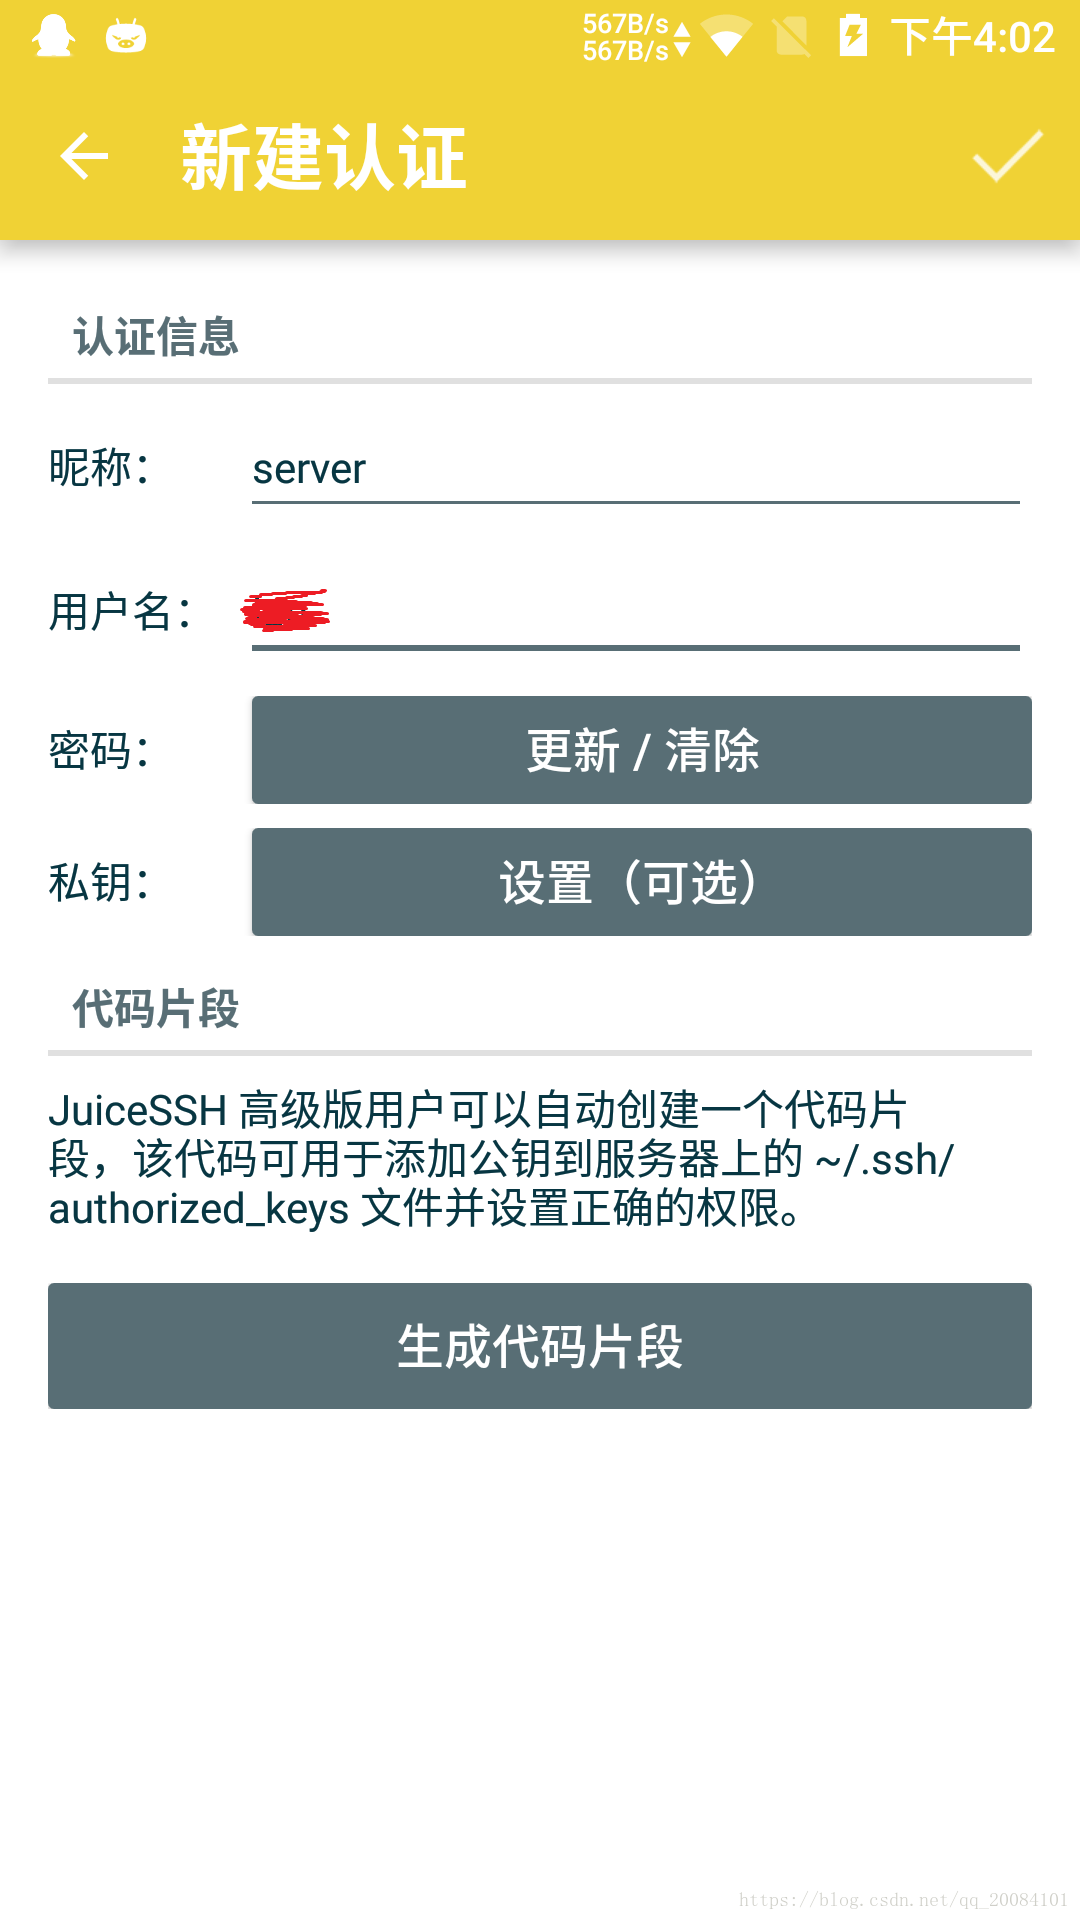 567B/s
567B/s
下午4:02
新建认证
认证信息
昵称：
server
用户名：
密码：
更新 / 清除
私钥：
设置（可选）
代码片段
JuiceSSH 高级版用户可以自动创建一个代码片
段，该代码可用于添加公钥到服务器上的 ~/.ssh/
authorized_keys 文件并设置正确的权限。
生成代码片段
https://blog.csdn.net/qq_20084101